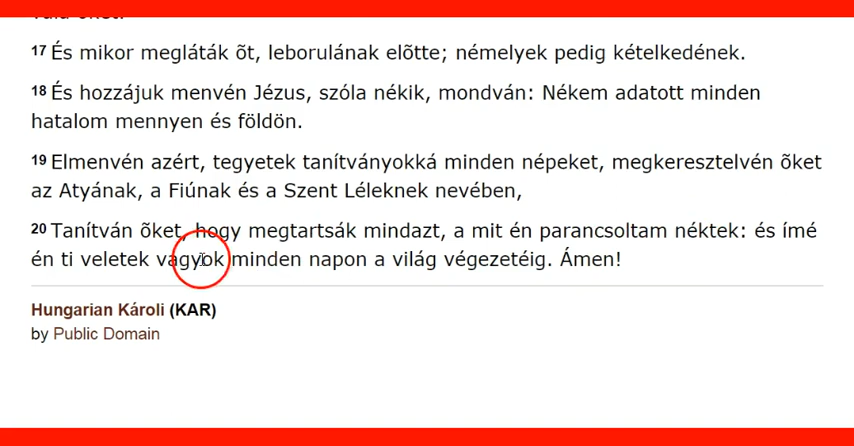 17 És mikor megláták õt, leborulának elõtte; némelyek pedig kételkedének.
18 És hozzájuk menvén Jézus, szóla nékik, mondván: Nékem adatott minden
hatalom mennyen és földön.
19 Elmenvén azért, tegyetek tanítványokká minden népeket, megkeresztelvén õket
az Atyának, a Fiúnak és a Szent Léleknek nevében,
20 Tanítván õket, hogy megtartsák mindazt, a mit én parancsoltam néktek: és ímé
én ti veletek vagyok minden napon a világ végezetéig. Ámen!
Hungarian Károli (KAR)
by Public Domain